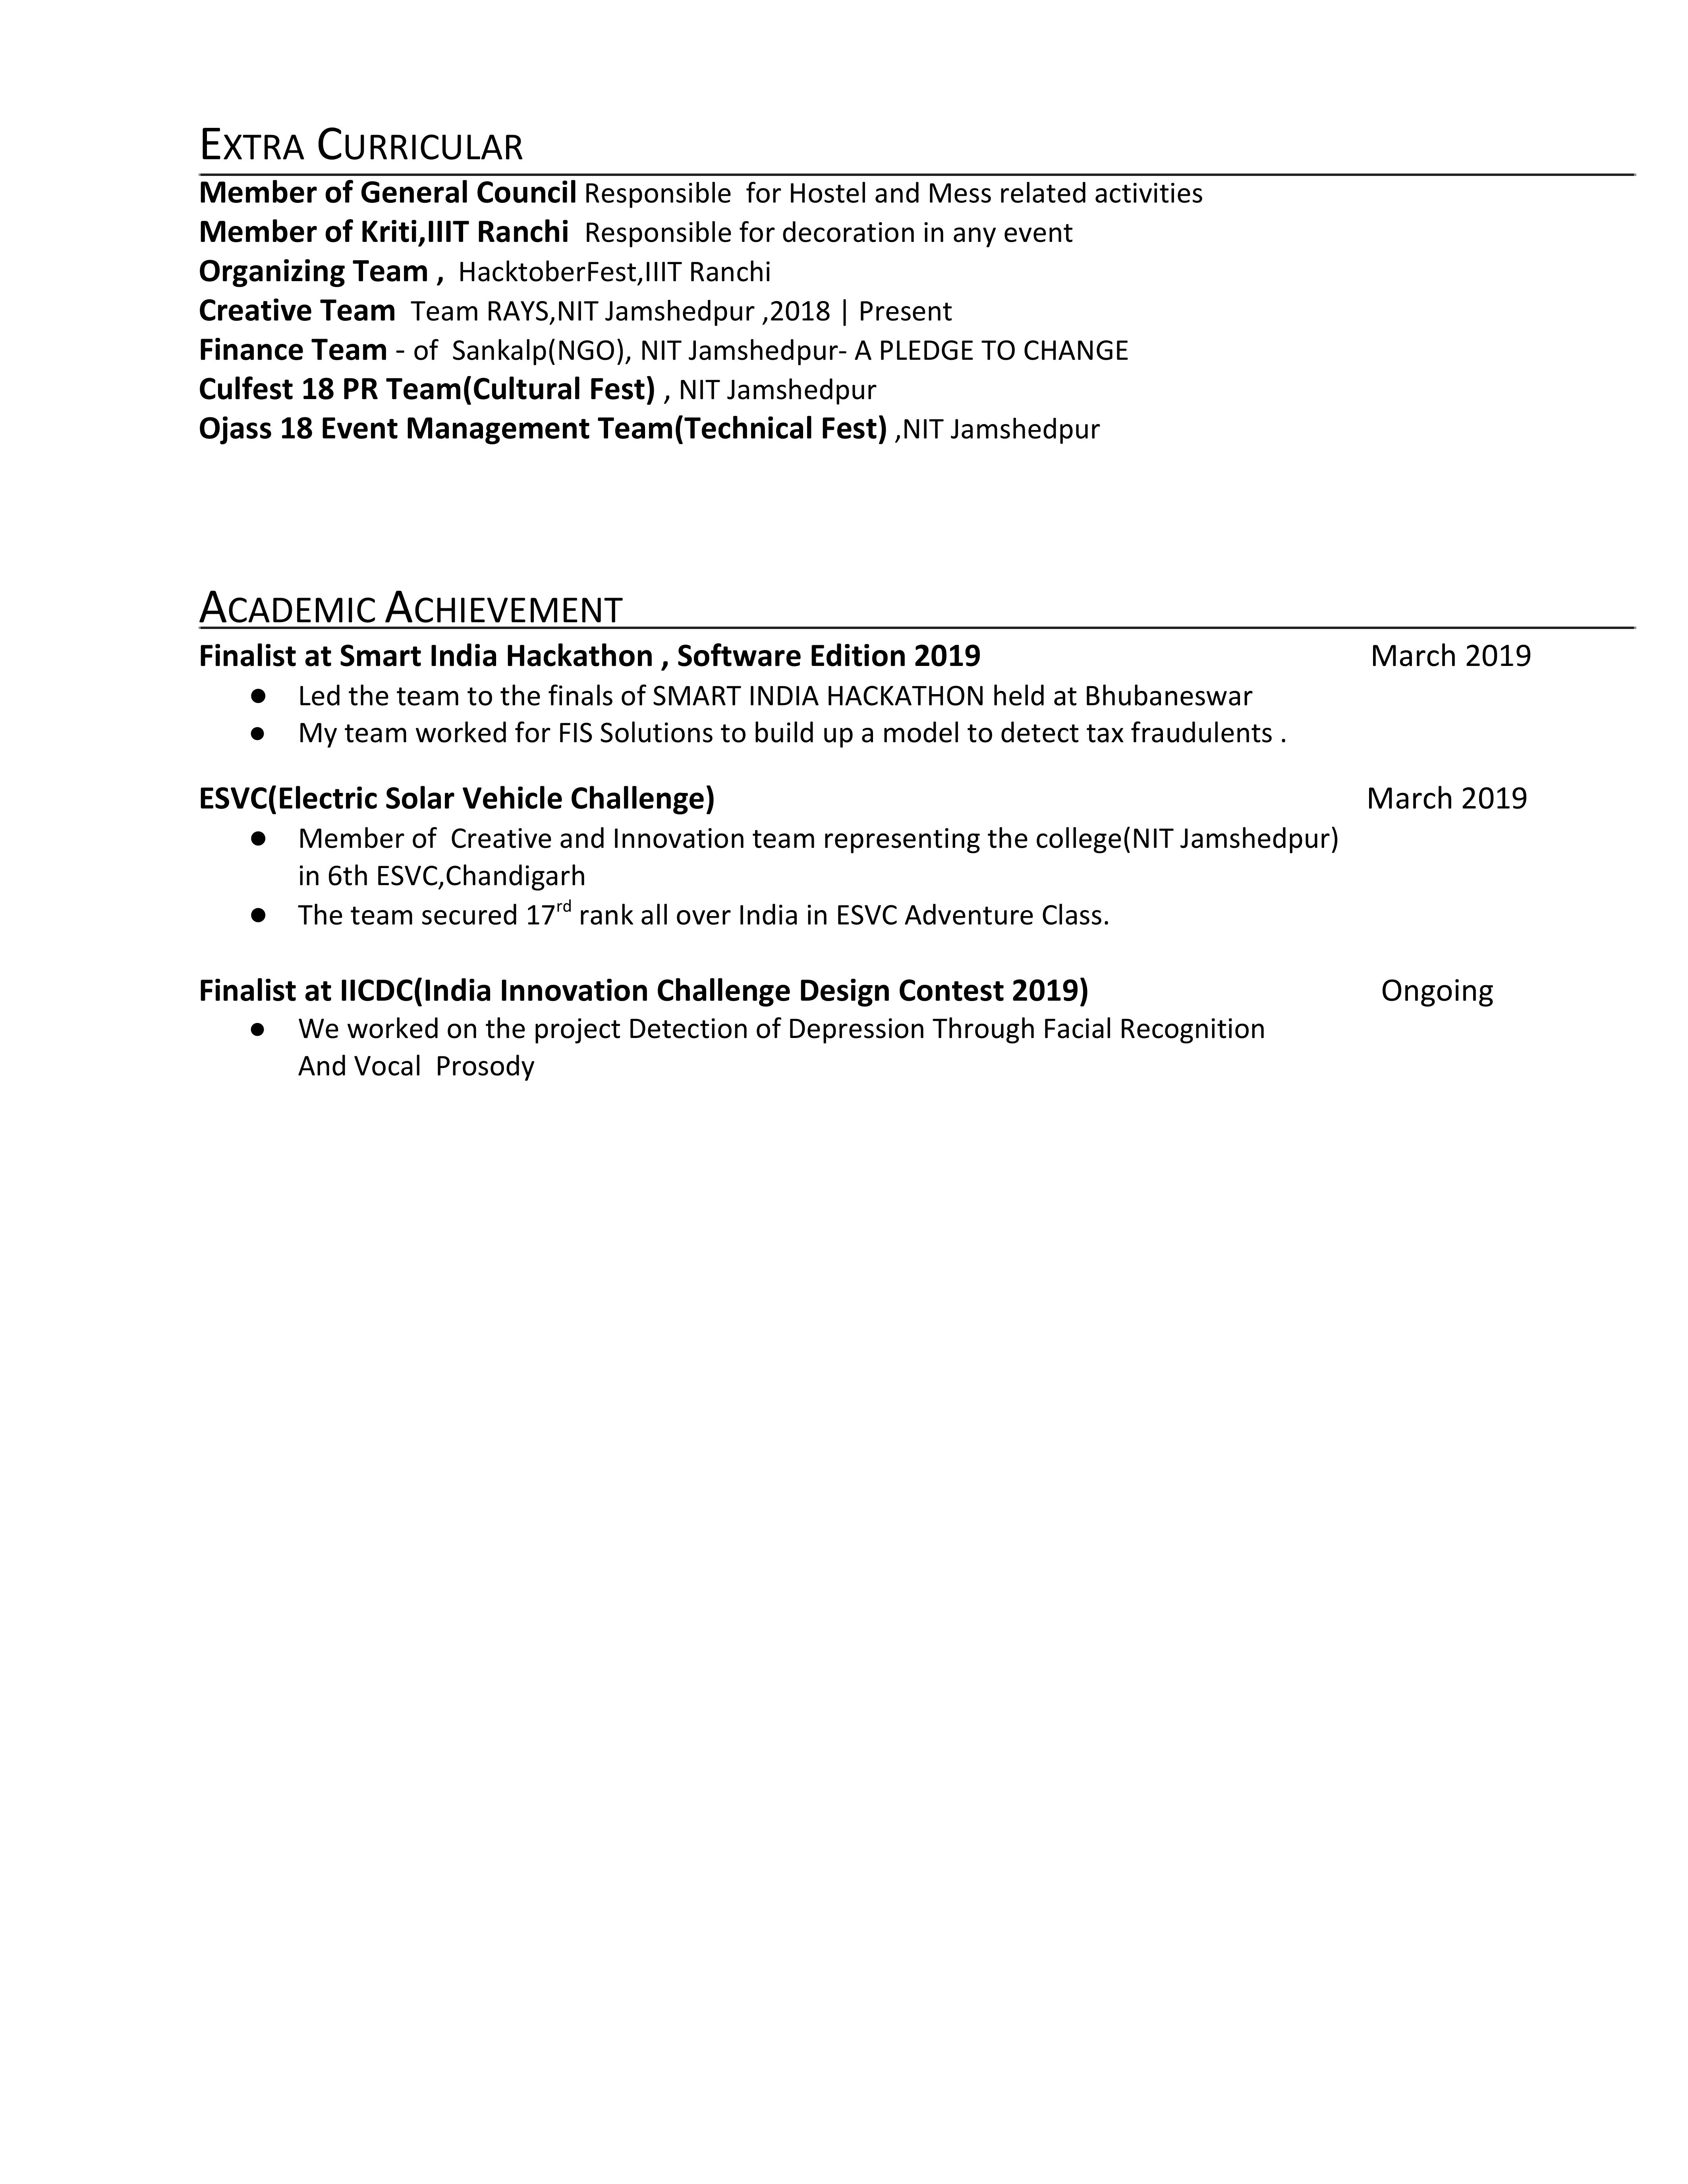 EXTRA CURRICULAR
Member of General Council Responsible  for Hostel and Mess related activities
Member of Kriti,IIIT Ranchi  Responsible for decoration in any event
Organizing Team ,  HacktoberFest,IIIT Ranchi
Creative Team  Team RAYS,NIT Jamshedpur ,2018 | Present
Finance Team - of  Sankalp(NGO), NIT Jamshedpur- A PLEDGE TO CHANGE
Culfest 18 PR Team(Cultural Fest) , NIT Jamshedpur
Ojass 18 Event Management Team(Technical Fest) ,NIT Jamshedpur
ACADEMIC ACHIEVEMENT
Finalist at Smart India Hackathon , Software Edition 2019 March 2019
● Led the team to the finals of SMART INDIA HACKATHON held at Bhubaneswar
● My team worked for FIS Solutions to build up a model to detect tax fraudulents .
ESVC(Electric Solar Vehicle Challenge) March 2019
● Member of  Creative and Innovation team representing the college(NIT Jamshedpur)
in 6th ESVC,Chandigarh
● The team secured 17rd rank all over India in ESVC Adventure Class.
Finalist at IICDC(India Innovation Challenge Design Contest 2019) Ongoing
● We worked on the project Detection of Depression Through Facial Recognition
And Vocal  Prosody